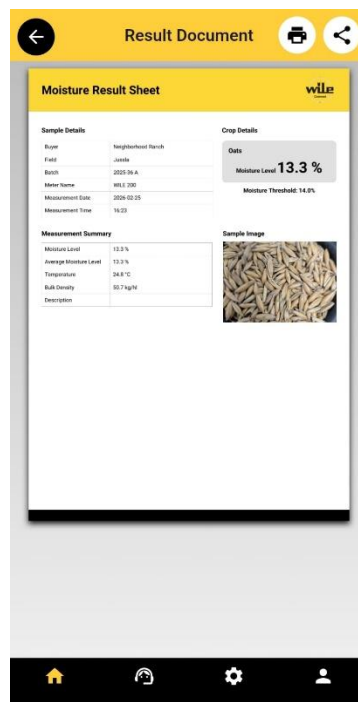 Result Document
Moisture Result Sheet
wile
Sample Details
Buyer Neighborhood Ranch
Field Junola
Batch 2025-36 A
Meter Name WILE 200
Measurement Date 2026-02-25
Measurement Time 16:23
Crop Details
Oats
Moisture Level 13.3 %
Moisture Threshold: 14.0%
Measurement Summary
Moisture Level 13.3 %
Average Moisture Level 13.3 %
Temperature 24.8 °C
Bulk Density 50.7 kg/hl
Description
Sample Image